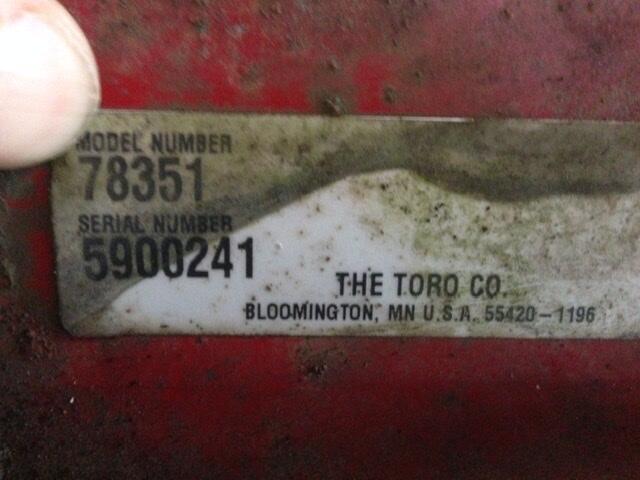 MODEL NUMBER
78351
SERIAL NUMBER
5900241
THE TORO CO.
BLOOMINGTON, MN U.S.A. 55420-1196